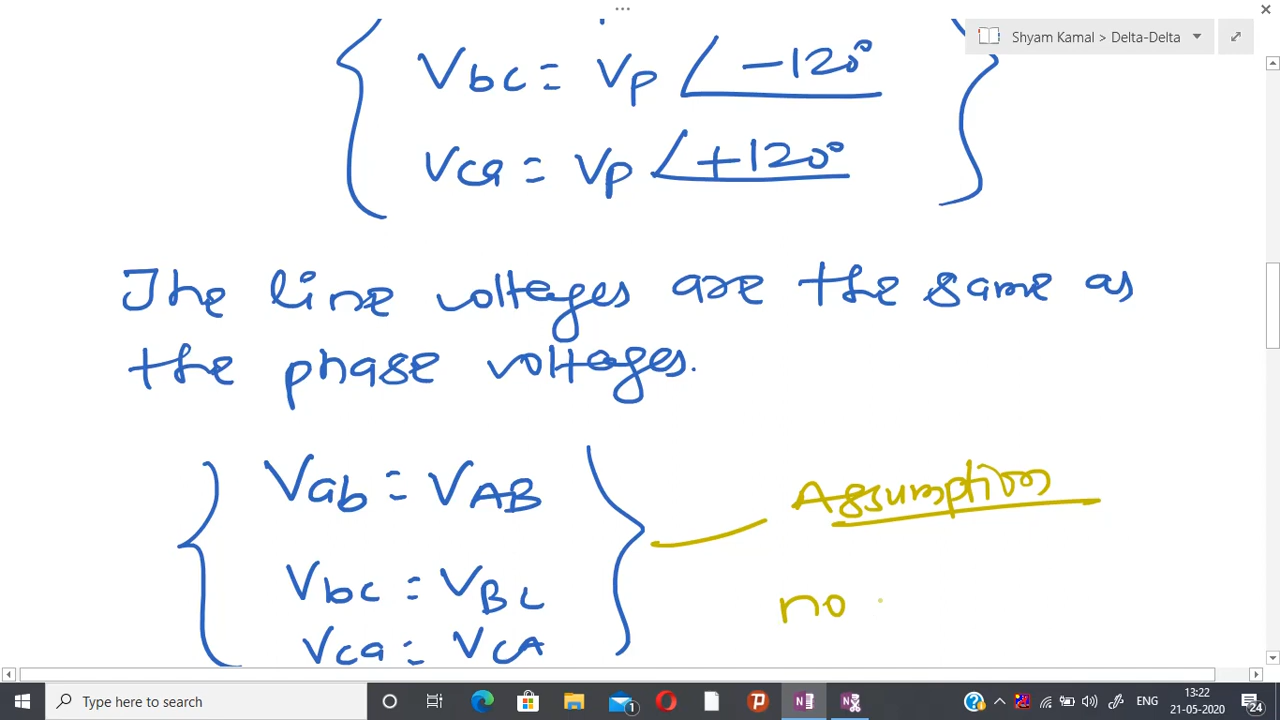 Shyam Kamal > Delta-Delta
Vbc = Vp ∠-120°
Vca = Vp ∠+120°
The line voltages are the same as
the phase voltages.
Vab = VAB
Assumption
Vbc = VBC
no
Vca = VCA
Type here to search
1
ENG
13:22
21-05-2020
24